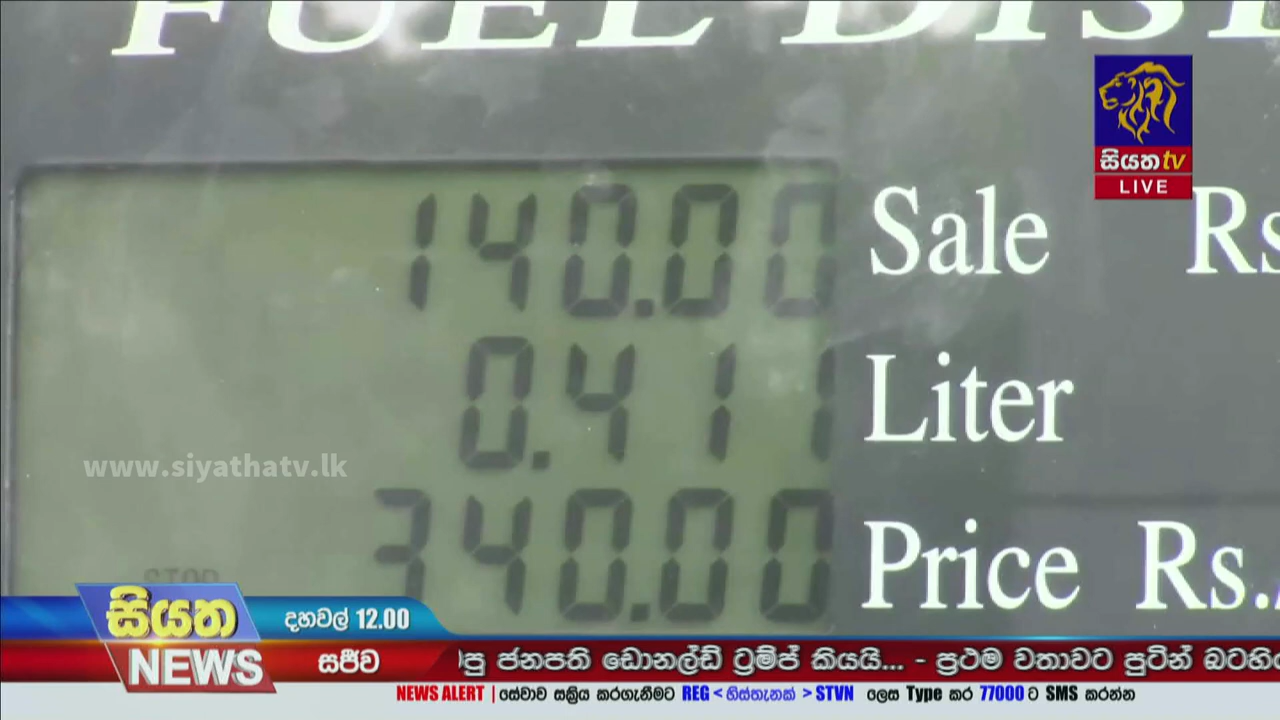 FUEL DIS
සියත tv
LIVE
140.00 Sale Rs
0.411 Liter
www.siyathatv.lk
340.00 Price Rs.
STOP
සියත දහවල් 12.00
NEWS සජීව පු ජනපති ඩොනල්ඩ් ට්‍රම්ප් කියයි... - ප්‍රථම වතාවට පුටින් බටහි
NEWS ALERT | සේවාව සක්‍රිය කරගැනීමට REG < හිස්තැනක් > STVN ලෙස Type කර 77000 ට SMS කරන්න